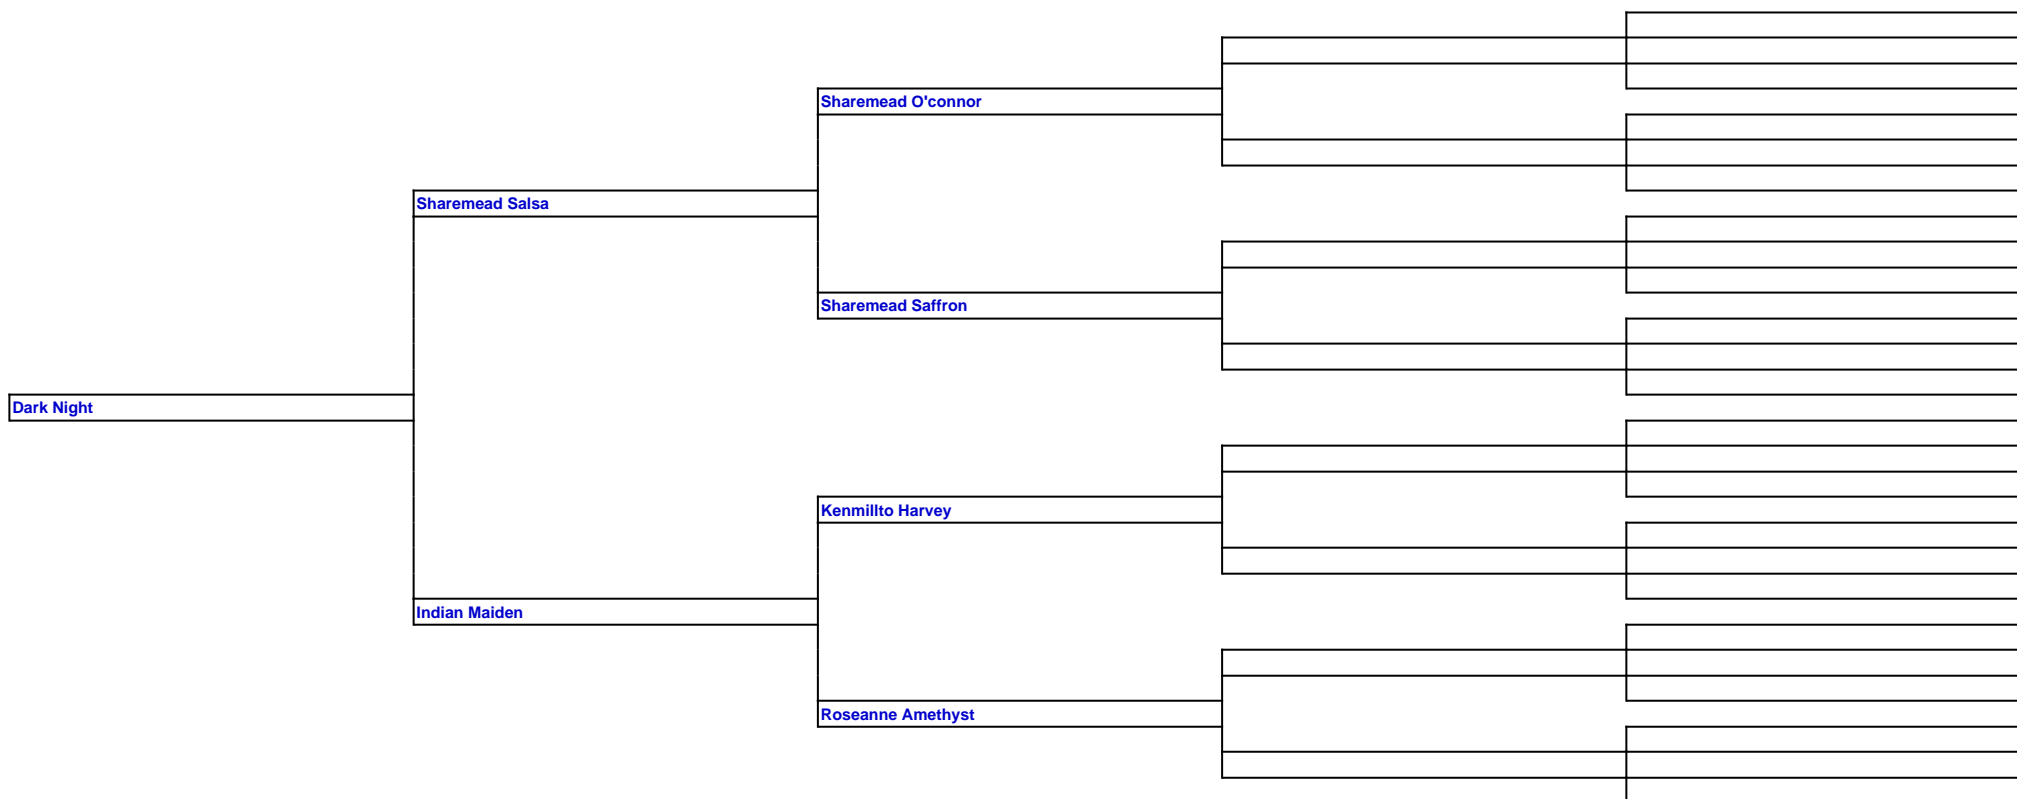 Sharemead O'connor
Sharemead Salsa
Sharemead Saffron
Dark Night
Kenmillto Harvey
Indian Maiden
Roseanne Amethyst